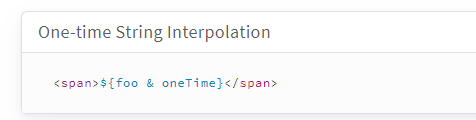 One-time String Interpolation
<span>${foo & oneTime}</span>